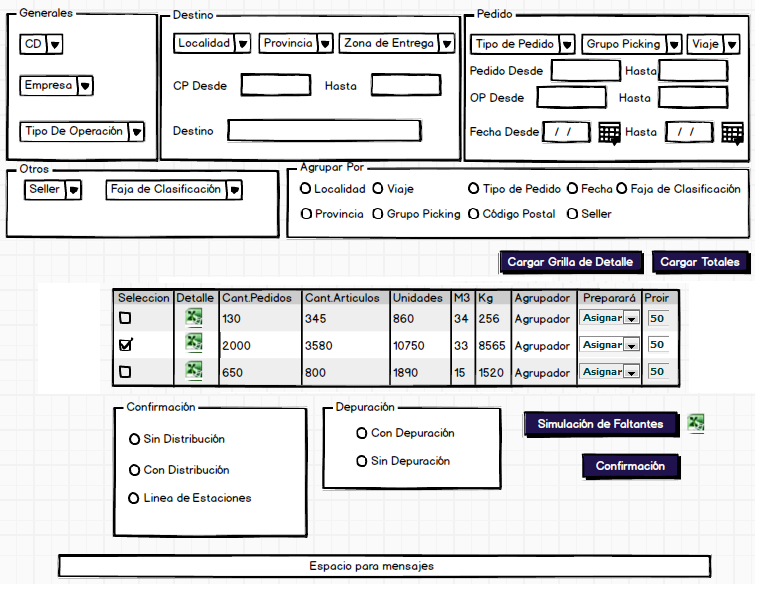 Generales
CD
Empresa
Tipo De Operación
Destino
Localidad Provincia Zona de Entrega
CP Desde Hasta
Destino
Pedido
Tipo de Pedido Grupo Picking Viaje
Pedido Desde Hasta
OP Desde Hasta
Fecha Desde / / Hasta / /
Otros
Seller Faja de Clasificación
Agrupar Por
Localidad Viaje Tipo de Pedido Fecha Faja de Clasificación
Provincia Grupo Picking Código Postal Seller
Cargar Grilla de Detalle Cargar Totales
Seleccion Detalle Cant.Pedidos Cant.Articulos Unidades M3 Kg Agrupador Preparará Proir
130 345 860 34 256 Agrupador Asignar 50
2000 3580 10750 33 8565 Agrupador Asignar 50
650 800 1890 15 1520 Agrupador Asignar 50
Confirmación
Sin Distribución
Con Distribución
Linea de Estaciones
Depuración
Con Depuración
Sin Depuración
Simulación de Faltantes
Confirmación
Espacio para mensajes